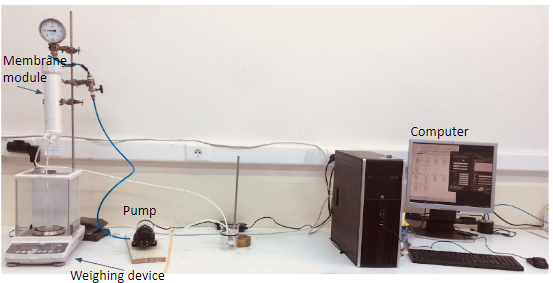 Membrane
module
Computer
Pump
Weighing device